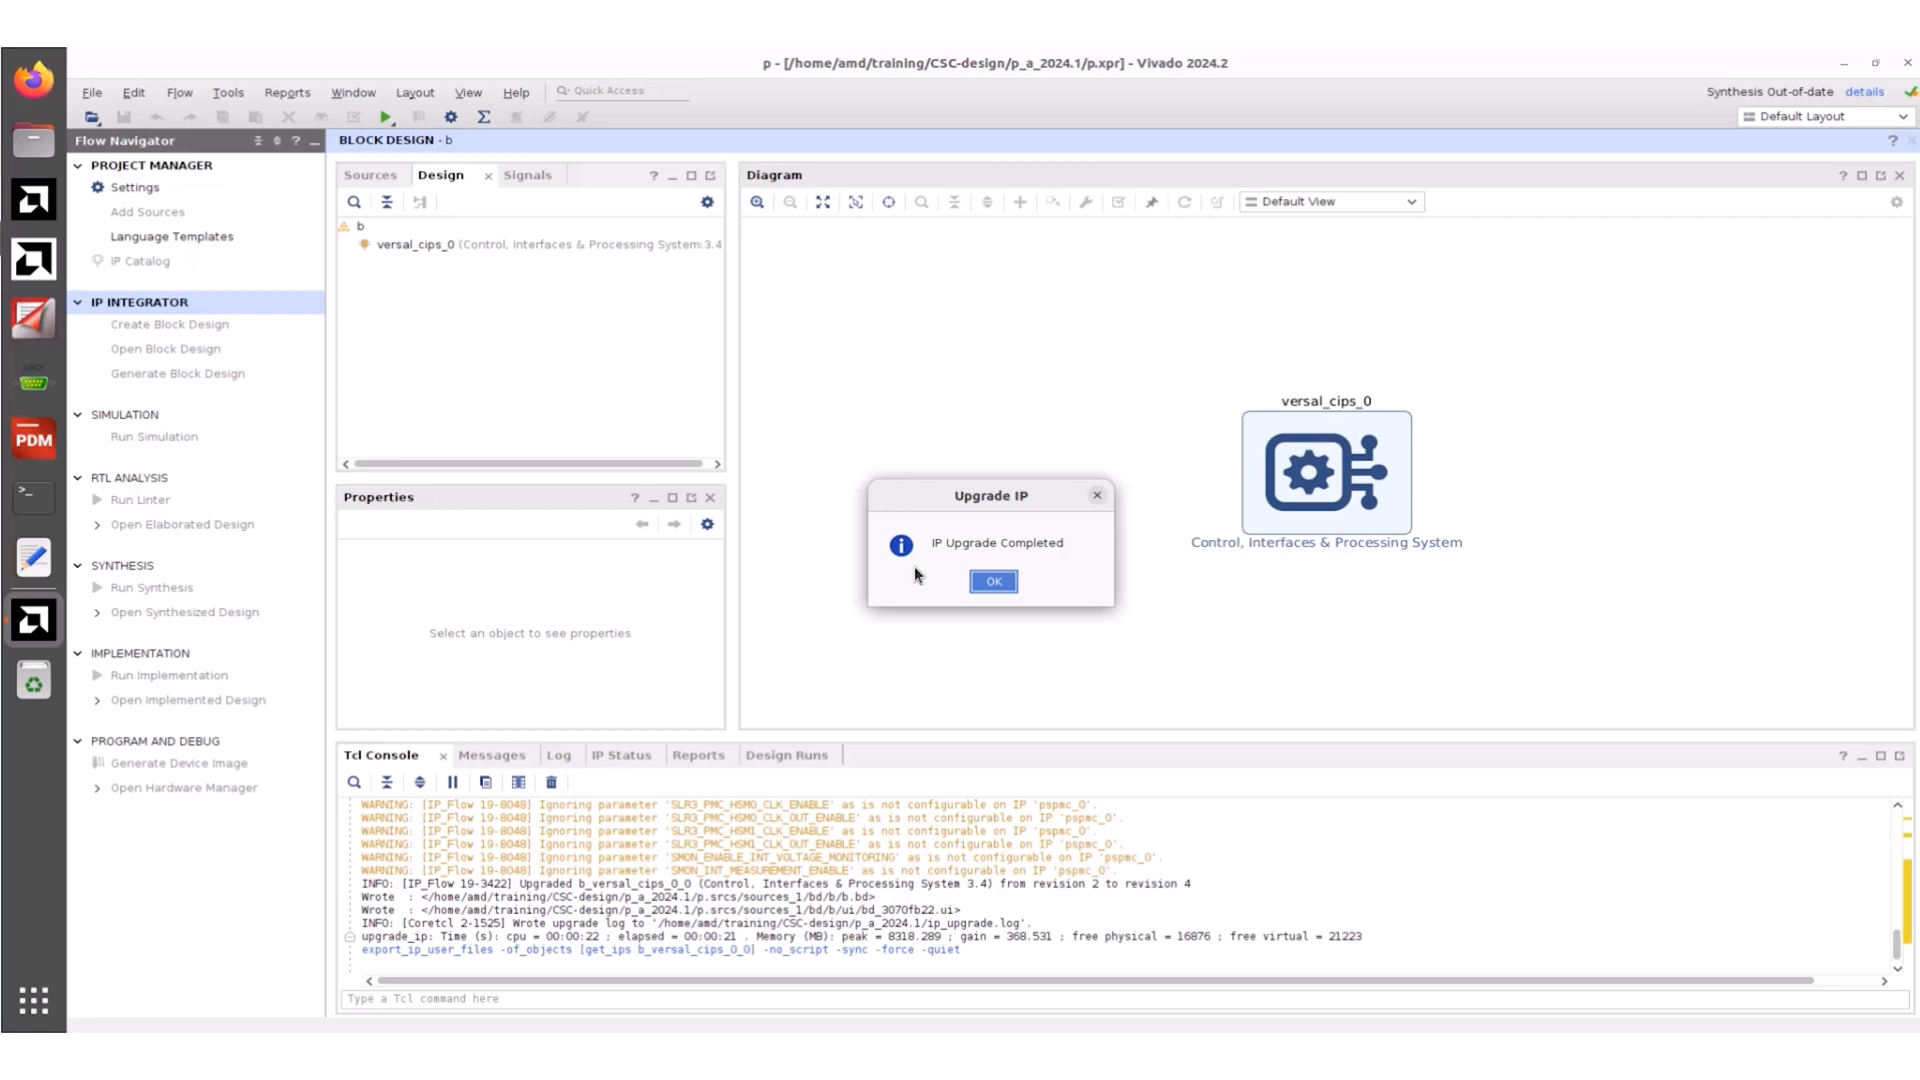 p - [/home/amd/training/CSC-design/p_a_2024.1/p.xpr] - Vivado 2024.2
File Edit Flow Tools Reports Window Layout View Help Quick Access
Synthesis Out-of-date details
Default Layout
Flow Navigator
PROJECT MANAGER
Settings
Add Sources
Language Templates
IP Catalog
IP INTEGRATOR
Create Block Design
Open Block Design
Generate Block Design
SIMULATION
Run Simulation
RTL ANALYSIS
Run Linter
Open Elaborated Design
SYNTHESIS
Run Synthesis
Open Synthesized Design
IMPLEMENTATION
Run Implementation
Open Implemented Design
PROGRAM AND DEBUG
Generate Device Image
Open Hardware Manager
PDM
BLOCK DESIGN - b
Sources Design Signals
b
versal_cips_0 (Control, Interfaces & Processing System:3.4
Properties
Select an object to see properties
Diagram
Default View
versal_cips_0
Control, Interfaces & Processing System
Upgrade IP
IP Upgrade Completed
OK
Tcl Console Messages Log IP Status Reports Design Runs
WARNING: [IP_Flow 19-8048] Ignoring parameter 'SLR3_PMC_HSM0_CLK_ENABLE' as is not configurable on IP 'pspmc_0'.
WARNING: [IP_Flow 19-8048] Ignoring parameter 'SLR3_PMC_HSM0_CLK_OUT_ENABLE' as is not configurable on IP 'pspmc_0'.
WARNING: [IP_Flow 19-8048] Ignoring parameter 'SLR3_PMC_HSM1_CLK_ENABLE' as is not configurable on IP 'pspmc_0'.
WARNING: [IP_Flow 19-8048] Ignoring parameter 'SLR3_PMC_HSM1_CLK_OUT_ENABLE' as is not configurable on IP 'pspmc_0'.
WARNING: [IP_Flow 19-8048] Ignoring parameter 'SMON_ENABLE_INT_VOLTAGE_MONITORING' as is not configurable on IP 'pspmc_0'.
WARNING: [IP_Flow 19-8048] Ignoring parameter 'SMON_INT_MEASUREMENT_ENABLE' as is not configurable on IP 'pspmc_0'.
INFO: [IP_Flow 19-3422] Upgraded b_versal_cips_0_0 (Control, Interfaces & Processing System 3.4) from revision 2 to revision 4
Wrote : </home/amd/training/CSC-design/p_a_2024.1/p.srcs/sources_1/bd/b/b.bd>
Wrote : </home/amd/training/CSC-design/p_a_2024.1/p.srcs/sources_1/bd/b/ui/bd_3070fb22.ui>
INFO: [Coretcl 2-1525] Wrote upgrade log to '/home/amd/training/CSC-design/p_a_2024.1/ip_upgrade.log'.
upgrade_ip: Time (s): cpu = 00:00:22 ; elapsed = 00:00:21 . Memory (MB): peak = 8318.289 ; gain = 368.531 ; free physical = 16876 ; free virtual = 21223
export_ip_user_files -of_objects [get_ips b_versal_cips_0_0] -no_script -sync -force -quiet
Type a Tcl command here